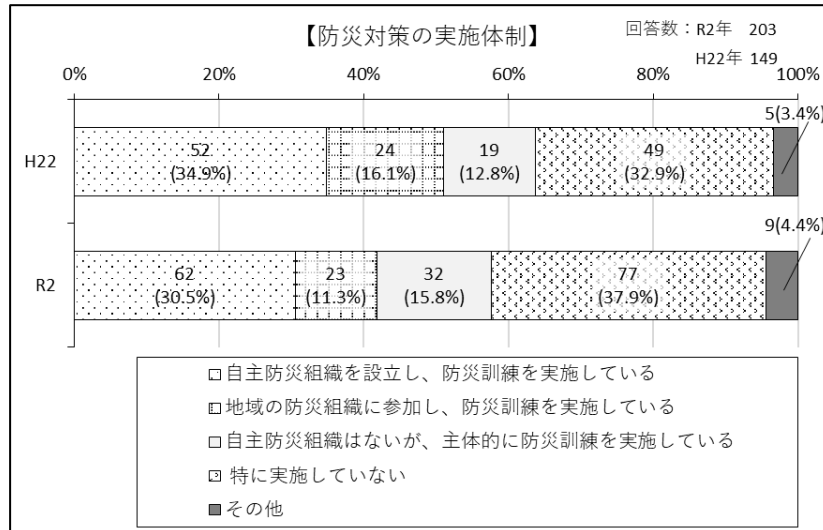 【防災対策の実施体制】
回答数：R2年　203
H22年 149
0%
20%
40%
60%
80%
100%
5(3.4%)
H22
52
(34.9%)
24
(16.1%)
19
(12.8%)
49
(32.9%)
9(4.4%)
R2
62
(30.5%)
23
(11.3%)
32
(15.8%)
77
(37.9%)
自主防災組織を設立し、防災訓練を実施している
地域の防災組織に参加し、防災訓練を実施している
自主防災組織はないが、主体的に防災訓練を実施している
特に実施していない
その他